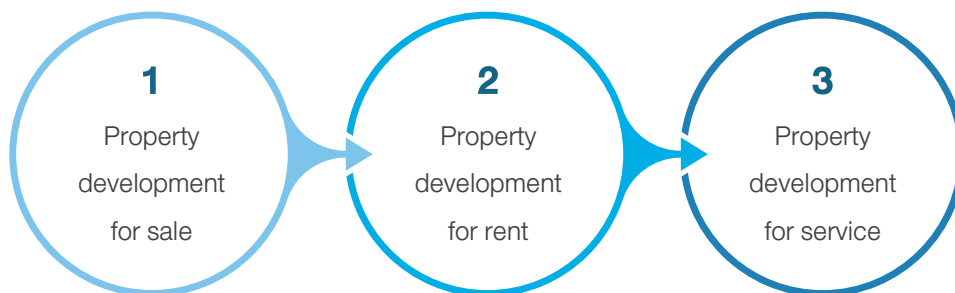 1
Property
development
for sale
2
Property
development
for rent
3
Property
development
for service